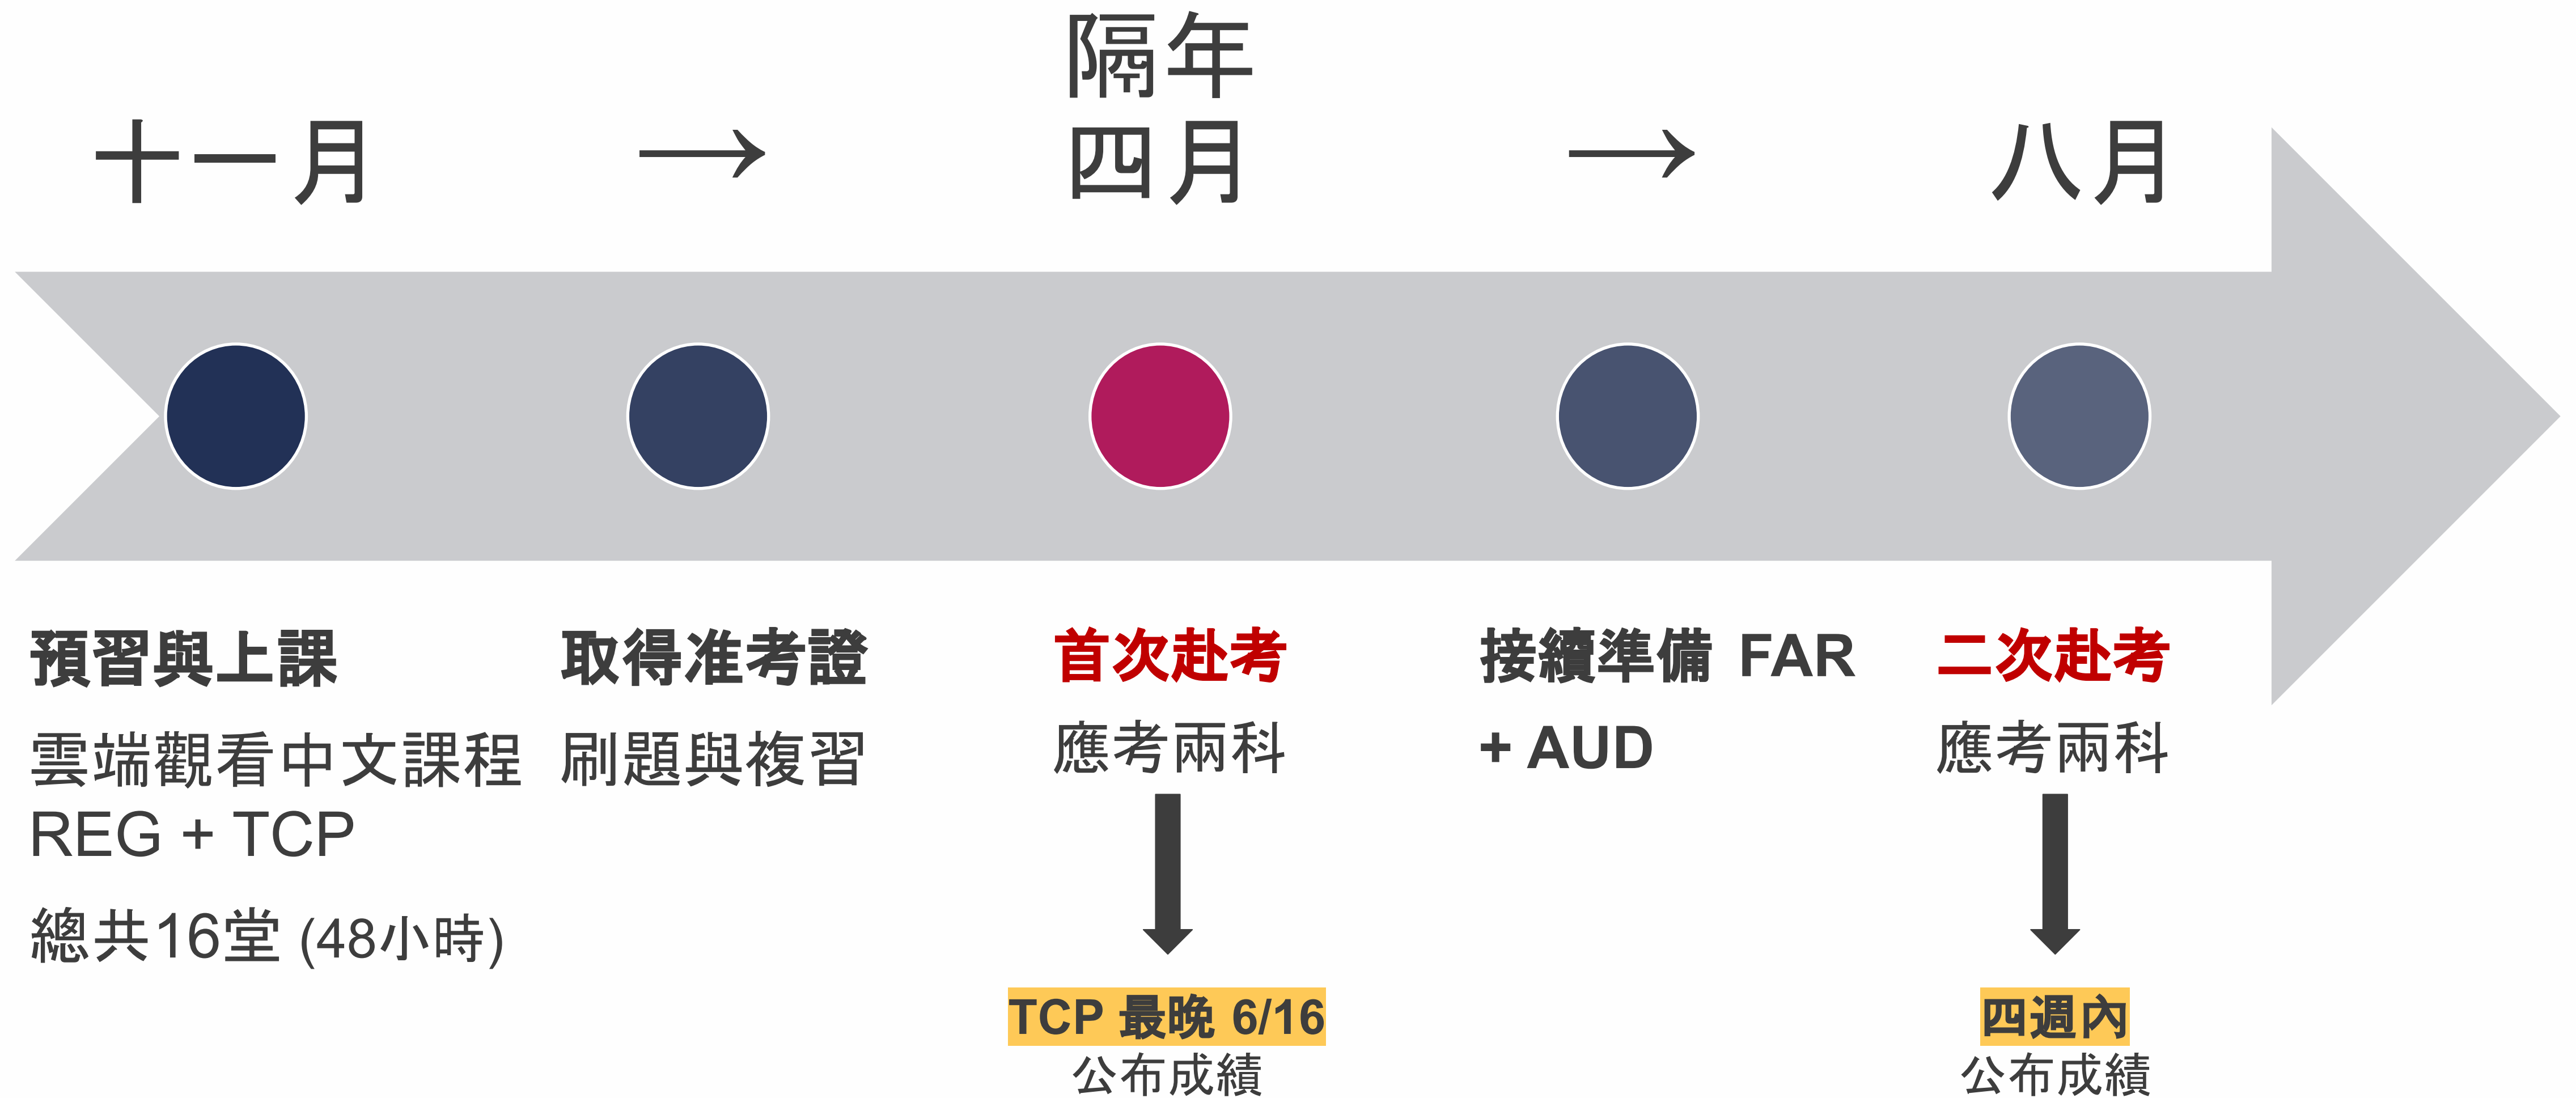 十一月
→
隔年
四月
→
八月
預習與上課
雲端觀看中文課程
REG + TCP
總共16堂 (48小時)
取得准考證
刷題與複習
首次赴考
應考兩科
TCP 最晚 6/16
公布成績
接續準備 FAR
+ AUD
二次赴考
應考兩科
四週內
公布成績